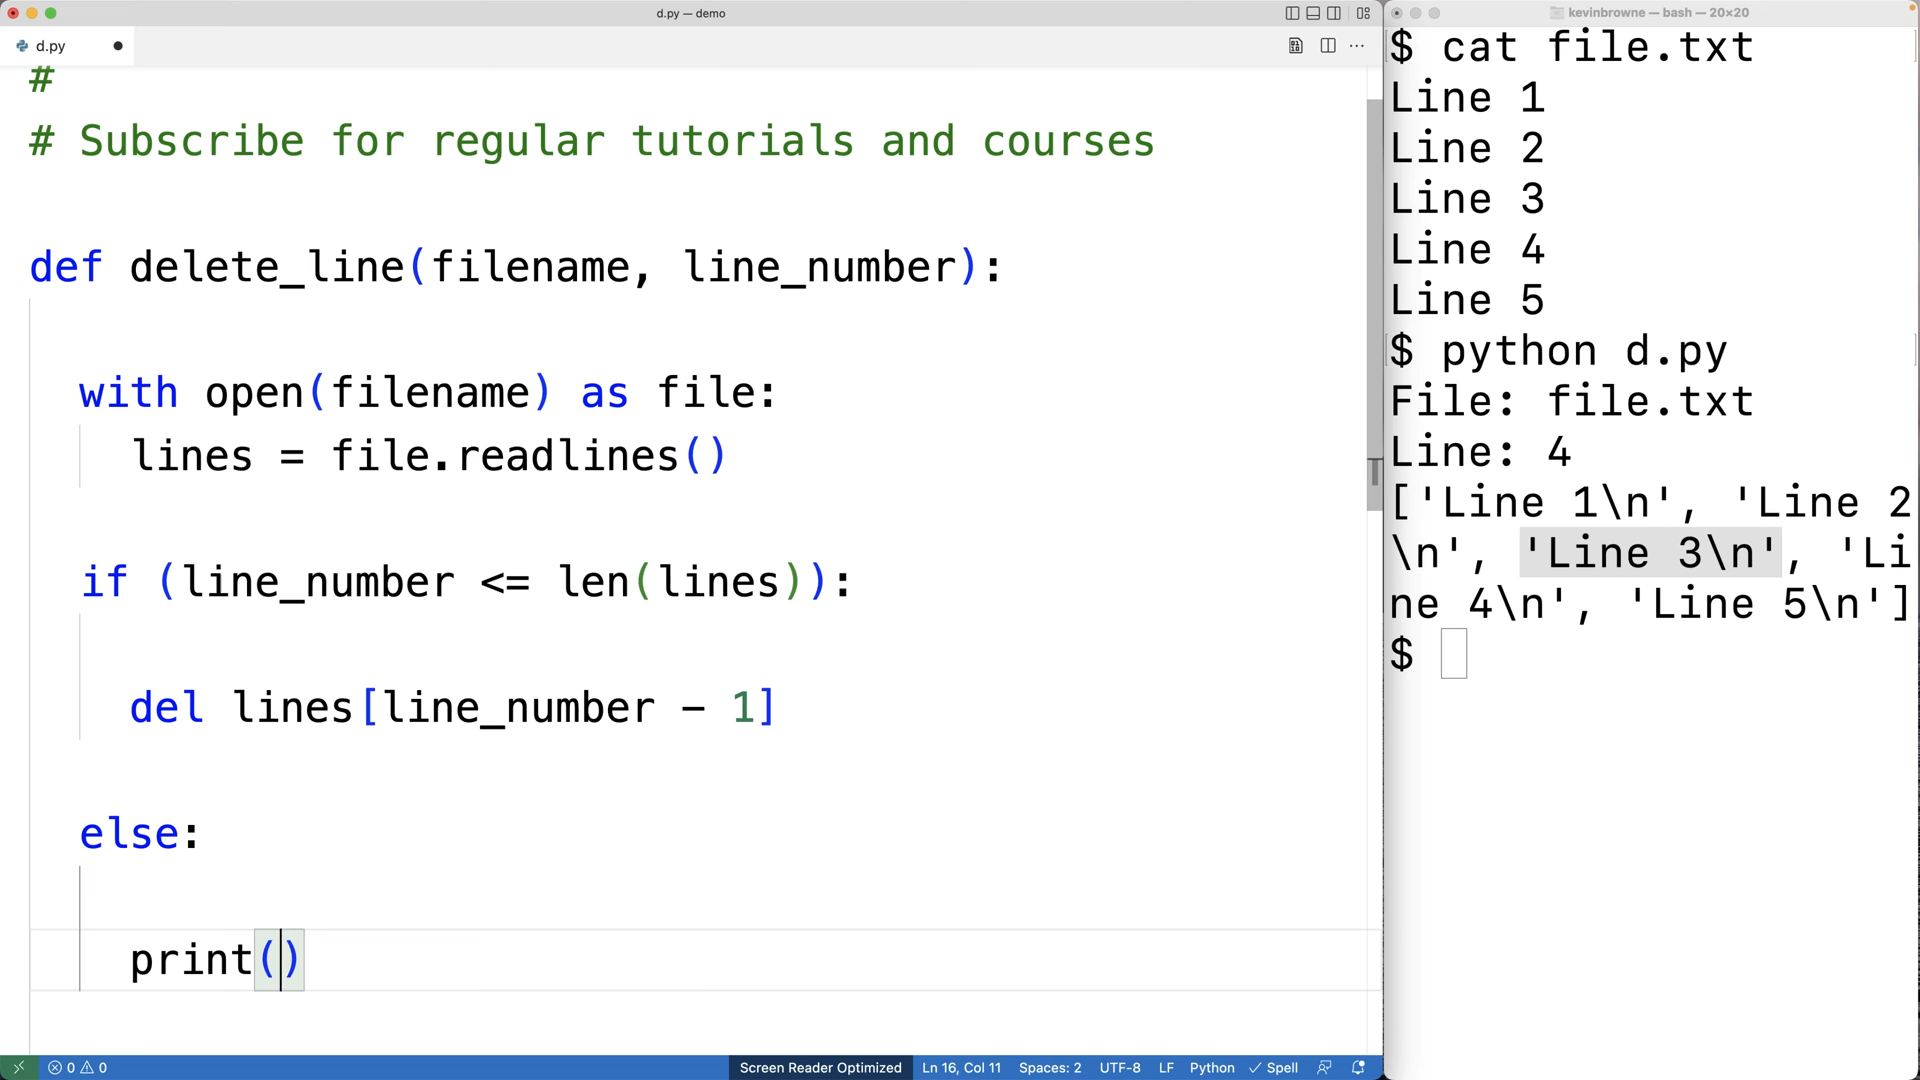 d.py — demo
d.py
#
# Subscribe for regular tutorials and courses
def delete_line(filename, line_number):
with open(filename) as file:
lines = file.readlines()
if (line_number <= len(lines)):
del lines[line_number - 1]
else:
print()
0 0
Screen Reader Optimized
Ln 16, Col 11
Spaces: 2
UTF-8
LF
Python
Spell
kevinbrowne — bash — 20×20
$ cat file.txt
Line 1
Line 2
Line 3
Line 4
Line 5
$ python d.py
File: file.txt
Line: 4
['Line 1\n', 'Line 2
\n', 'Line 3\n', 'Li
ne 4\n', 'Line 5\n']
$